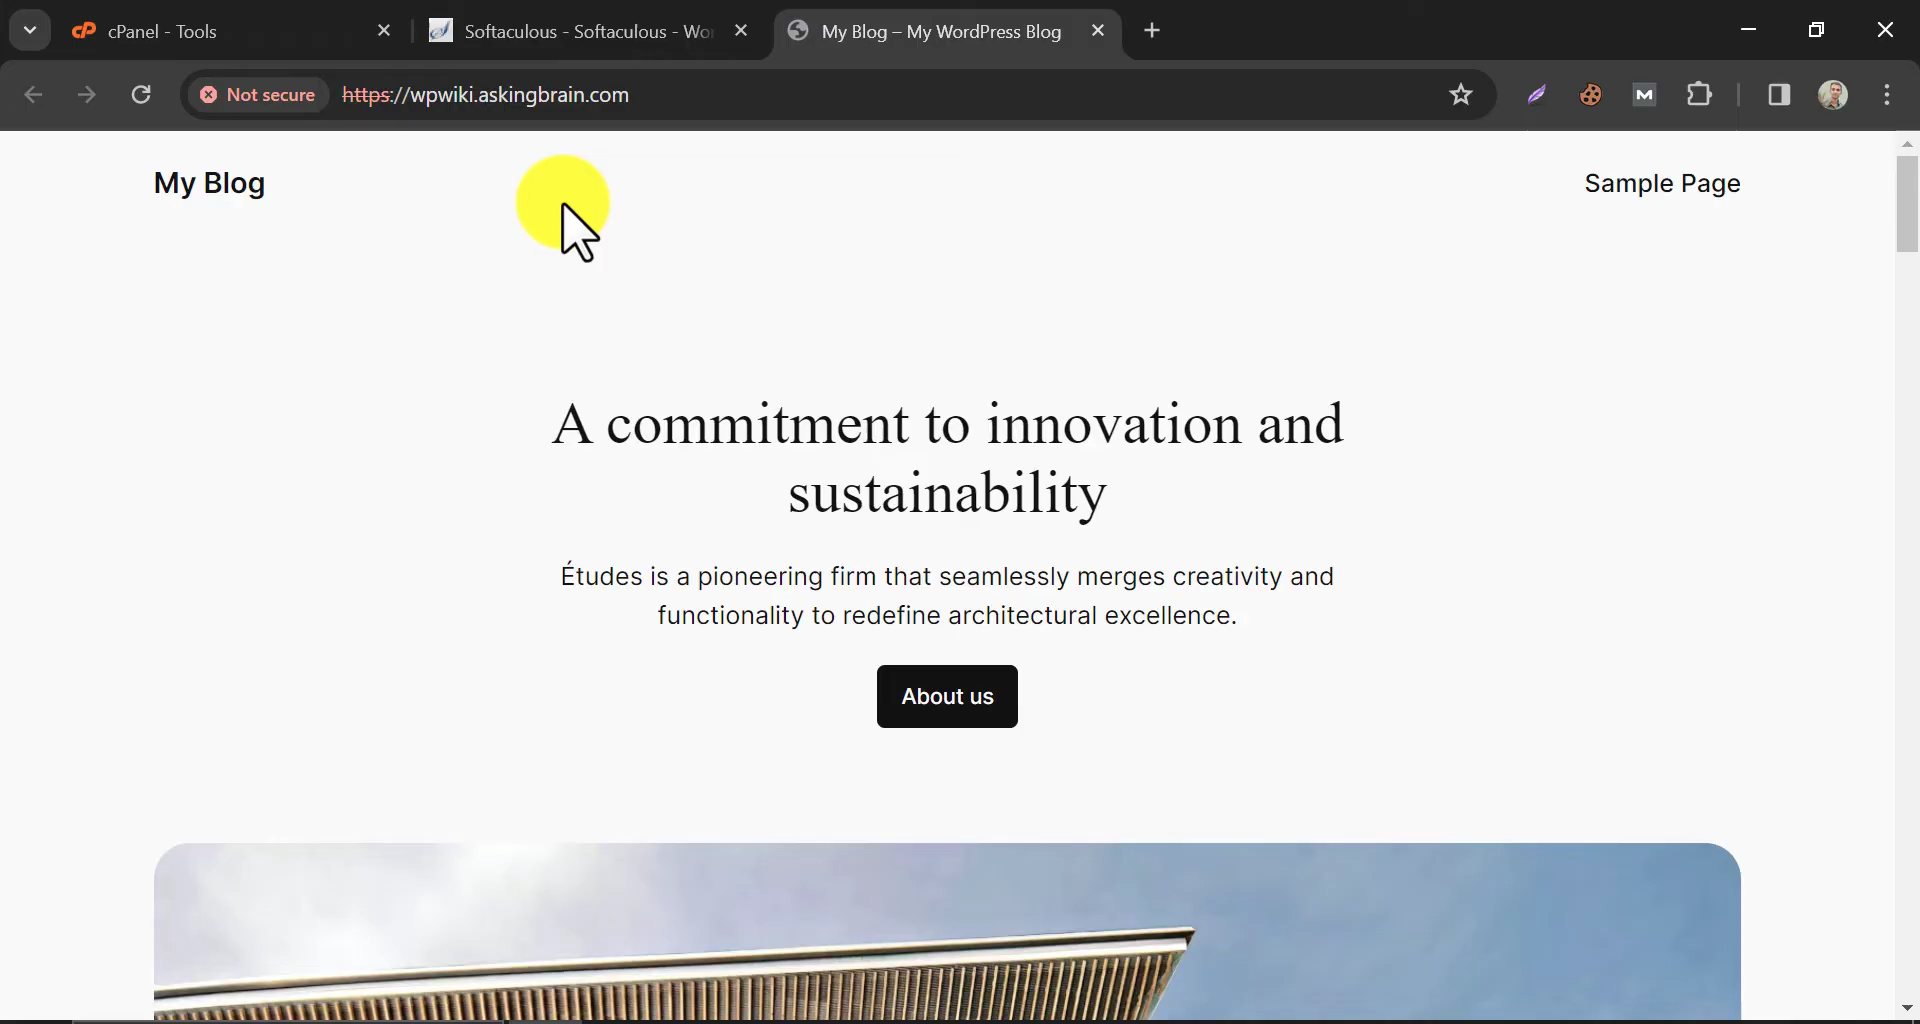 cPanel - Tools
Softaculous - Softaculous - Wo
My Blog – My WordPress Blog
Not secure
https://wpwiki.askingbrain.com
My Blog
Sample Page
A commitment to innovation and
sustainability
Études is a pioneering firm that seamlessly merges creativity and
functionality to redefine architectural excellence.
About us